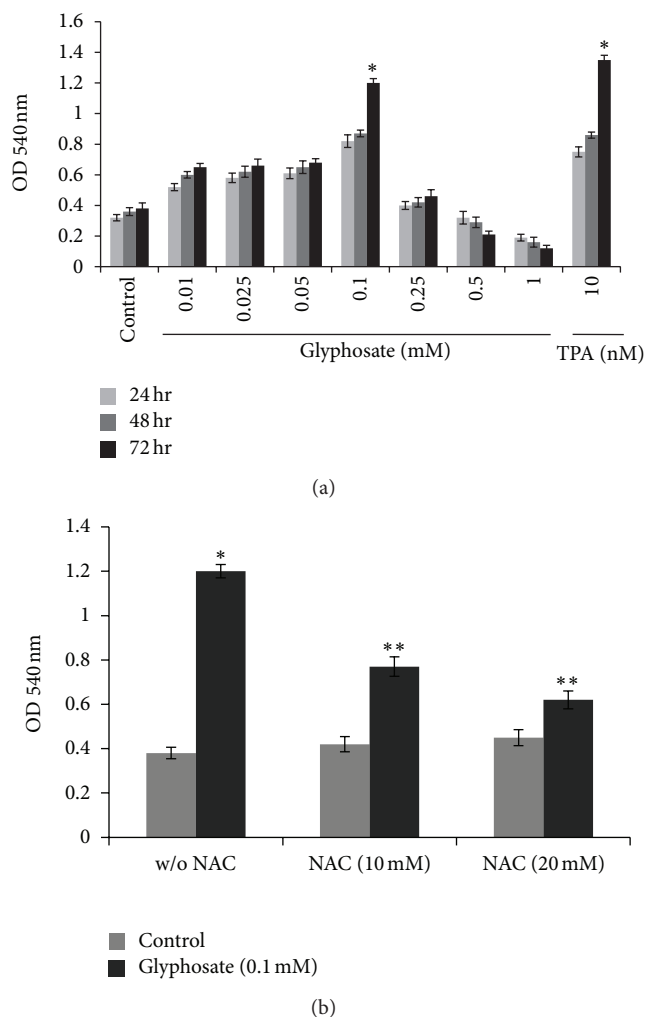 1.6
1.4
1.2
1
0.8
0.6
0.4
0.2
0
OD 540 nm
*
*
Control
0.01
0.025
0.05
0.1
0.25
0.5
1
10
Glyphosate (mM)
TPA (nM)
24 hr
48 hr
72 hr
(a)
1.4
1.2
0.8
0.6
0.4
0.2
0
OD 540 nm
*
**
**
w/o NAC
NAC (10 mM)
NAC (20 mM)
Control
Glyphosate (0.1 mM)
(b)